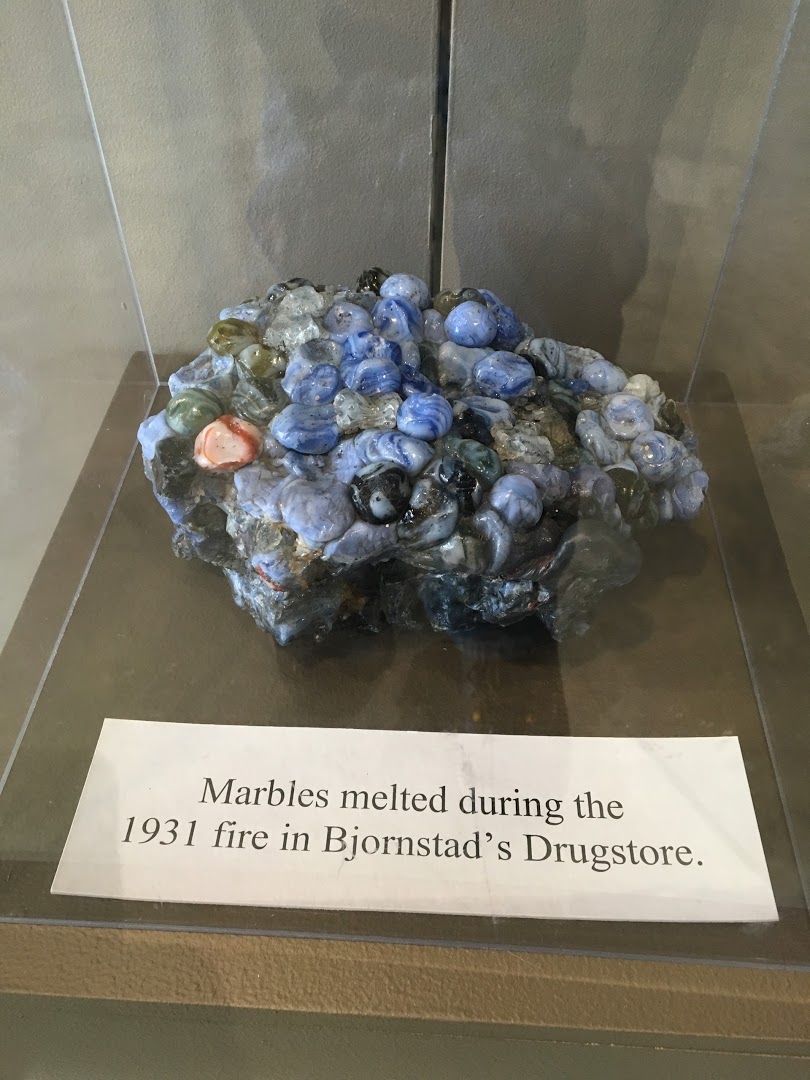 Marbles melted during the
1931 fire in Bjornstad's Drugstore.